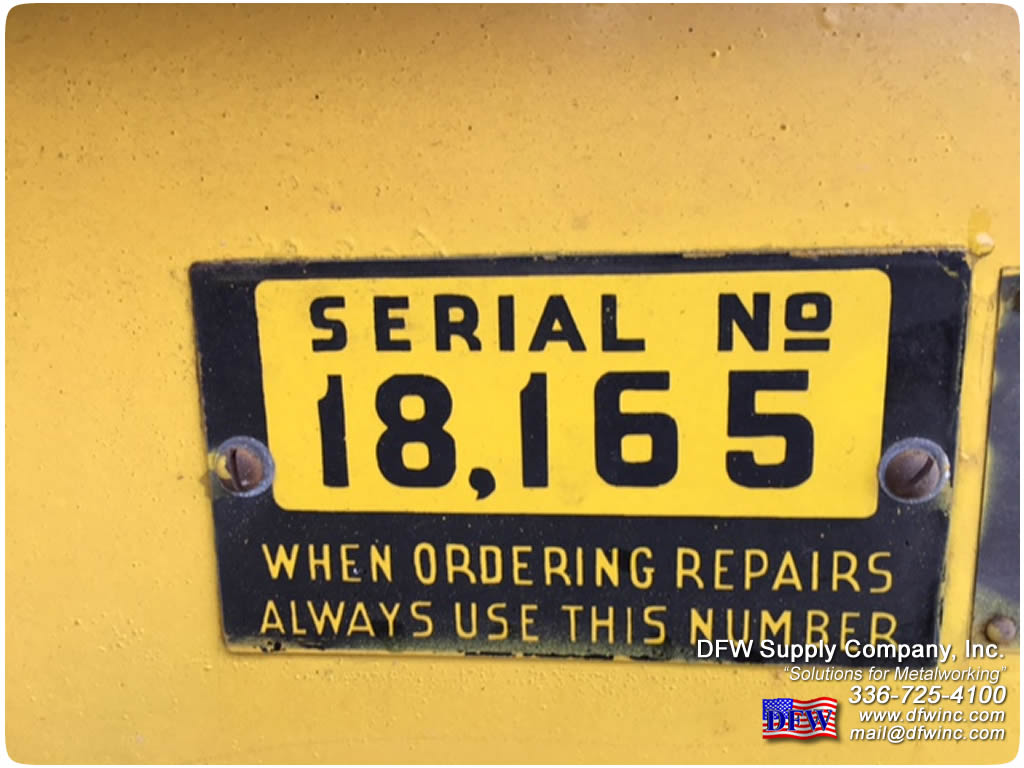 SERIAL No
18,165
WHEN ORDERING REPAIRS
ALWAYS USE THIS NUMBER
DFW Supply Company, Inc.
"Solutions for Metalworking"
336-725-4100
DFW
www.dfwinc.com
mail@dfwinc.com